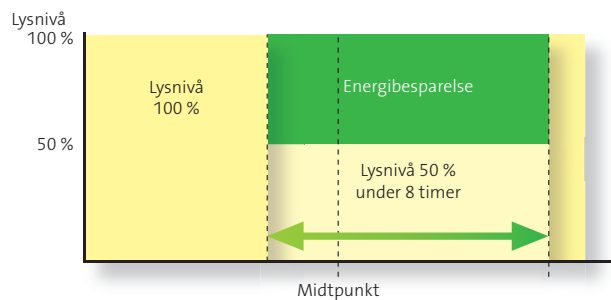 Lysnivå
100 %
Lysnivå
100 %
Energibesparelse
50 %
Lysnivå 50 %
under 8 timer
Midtpunkt